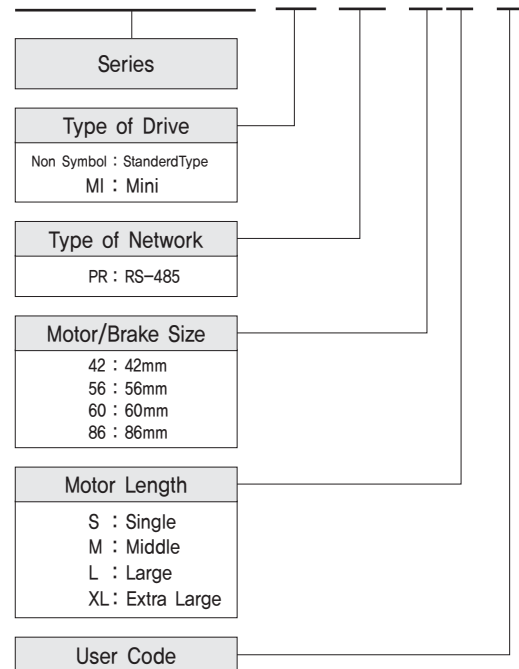 Series
Type of Drive
Non Symbol : StanderdType
MI : Mini
Type of Network
PR : RS-485
Motor/Brake Size
42 : 42mm
56 : 56mm
60 : 60mm
86 : 86mm
Motor Length
S : Single
M : Middle
L : Large
XL : Extra Large
User Code